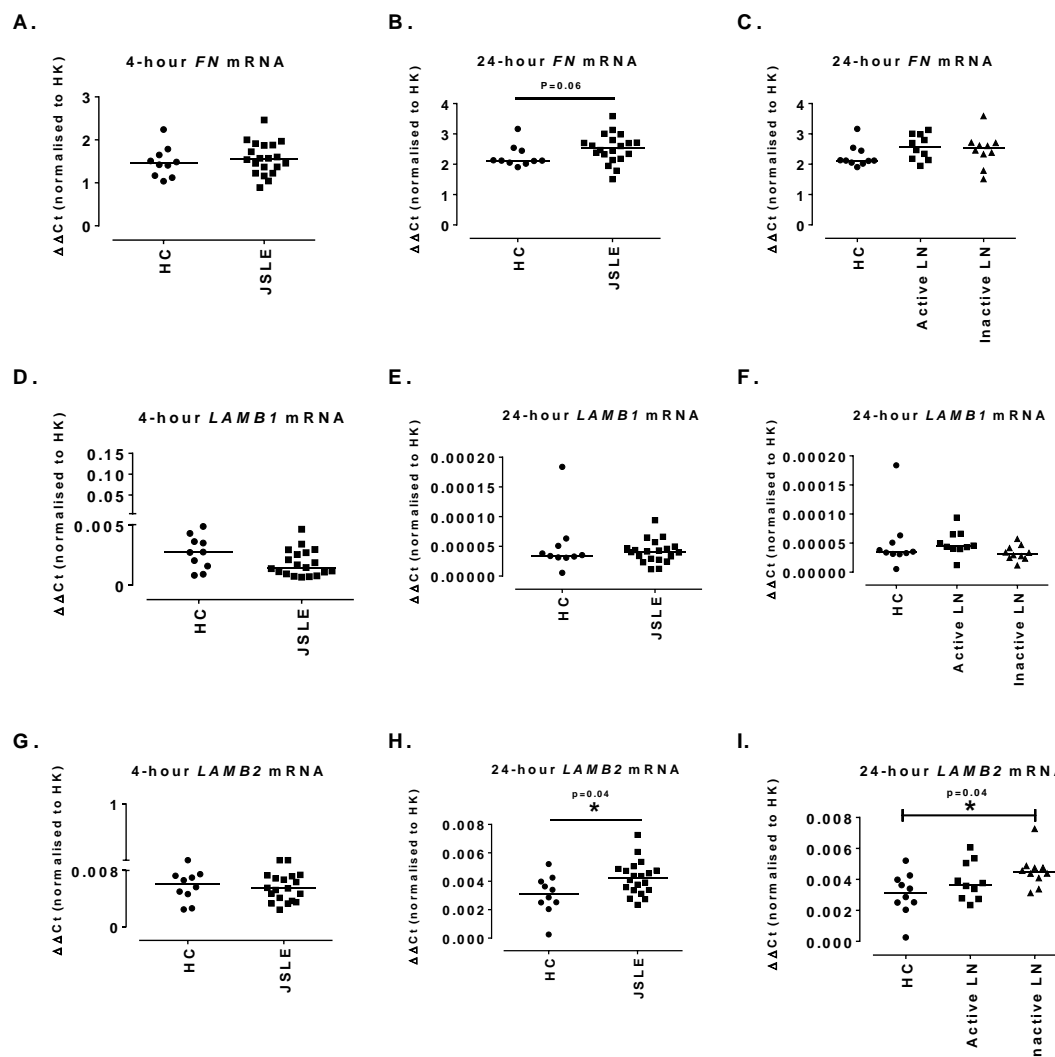 A.
4-hour FN mRNA
ΔΔCt (normalised to HK)
3
2
1
0
HC
JSLE
B.
24-hour FN mRNA
P=0.06
ΔΔCt (normalised to HK)
4
3
2
1
0
HC
JSLE
C.
24-hour FN mRNA
ΔΔCt (normalised to HK)
4
3
2
1
0
HC
Active LN
Inactive LN
D.
4-hour LAMB1 mRNA
ΔΔCt (normalised to HK)
0.15
0.10
0.05
0.005
0
HC
JSLE
E.
24-hour LAMB1 mRNA
ΔΔCt (normalised to HK)
0.00020
0.00015
0.00010
0.00005
0.00000
HC
JSLE
F.
24-hour LAMB1 mRNA
ΔΔCt (normalised to HK)
0.00020
0.00015
0.00010
0.00005
0.00000
HC
Active LN
Inactive LN
G.
4-hour LAMB2 mRNA
ΔΔCt (normalised to HK)
1
0.008
0
HC
JSLE
H.
24-hour LAMB2 mRNA
p=0.04
*
ΔΔCt (normalised to HK)
0.008
0.006
0.004
0.002
0.000
HC
JSLE
I.
24-hour LAMB2 mRNA
p=0.04
*
ΔΔCt (normalised to HK)
0.008
0.006
0.004
0.002
0.000
HC
Active LN
nactive LN